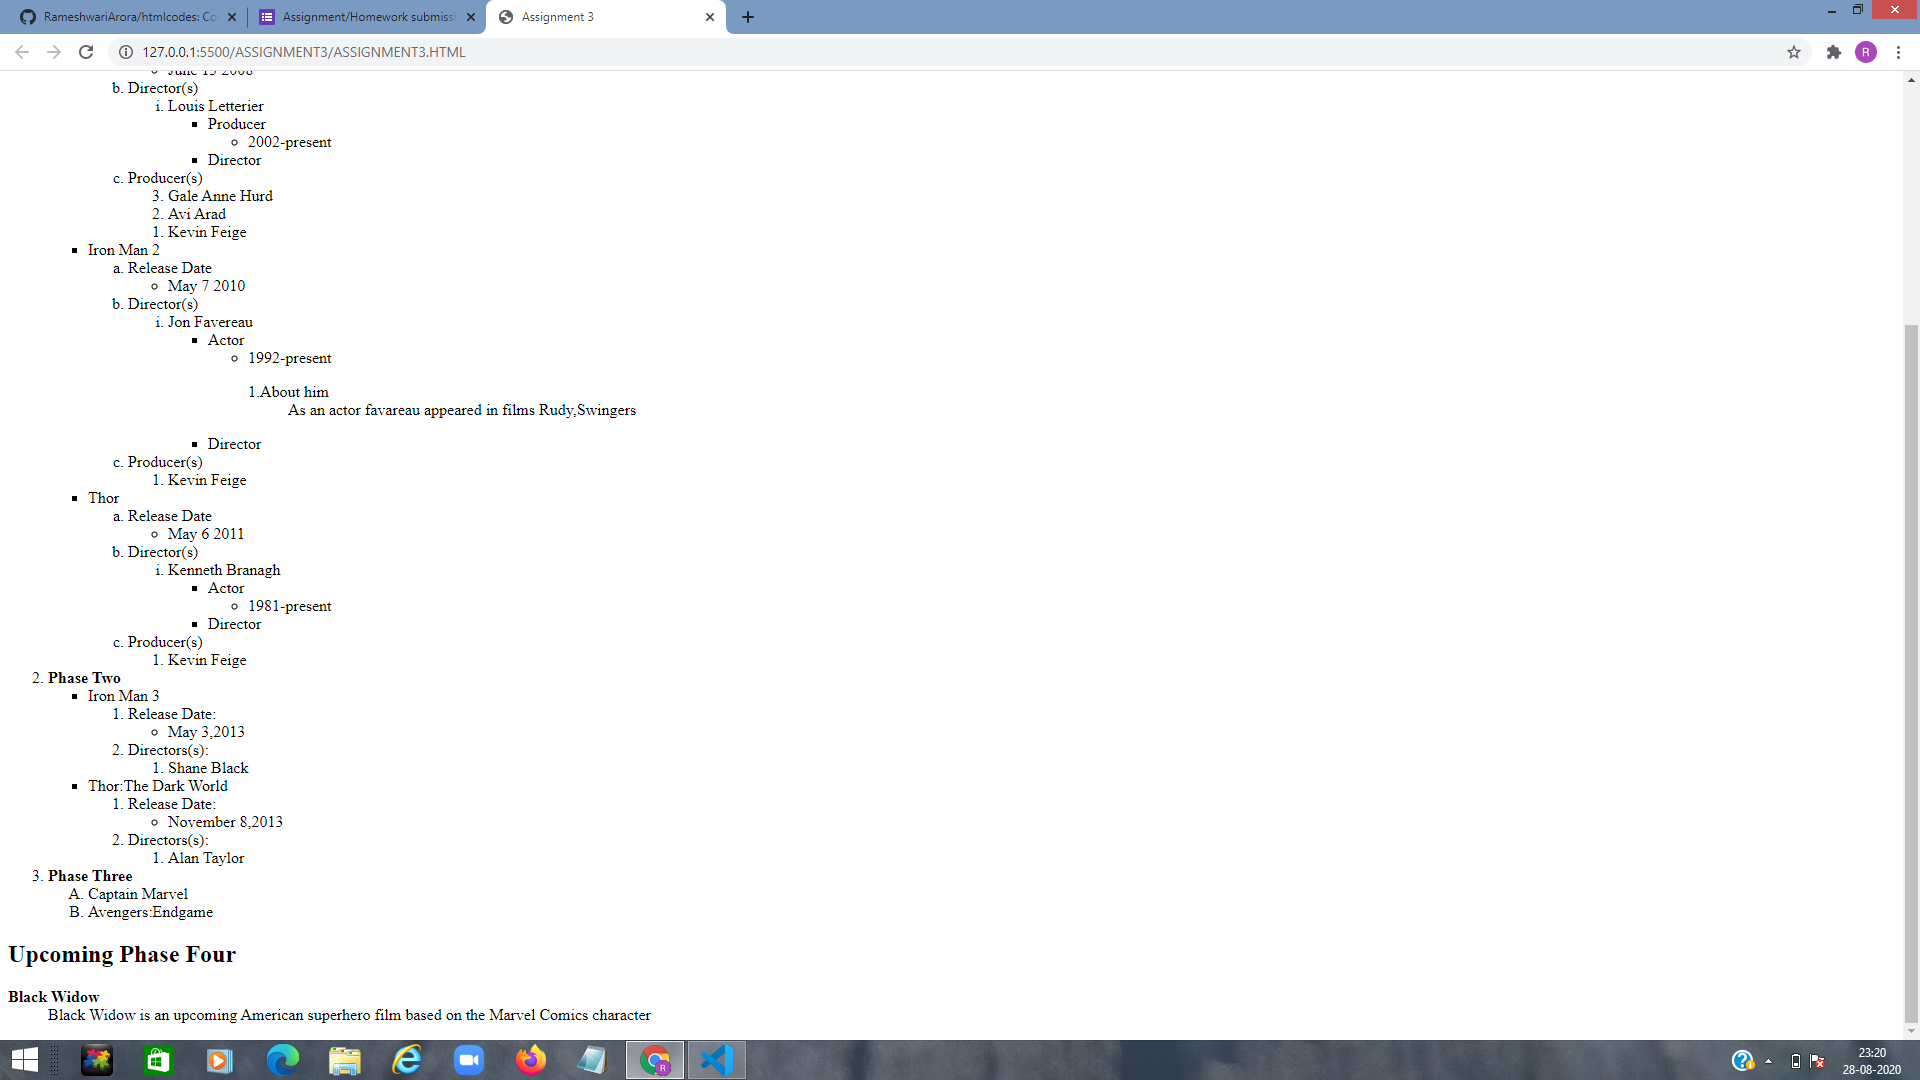 RameshwariArora/htmlcodes: Co
Assignment/Homework submissi
Assignment 3
127.0.0.1:5500/ASSIGNMENT3/ASSIGNMENT3.HTML
R
June 13 2008
b. Director(s)
i. Louis Letterier
Producer
2002-present
Director
c. Producer(s)
3. Gale Anne Hurd
2. Avi Arad
1. Kevin Feige
Iron Man 2
a. Release Date
May 7 2010
b. Director(s)
i. Jon Favereau
Actor
1992-present
1.About him
As an actor favareau appeared in films Rudy,Swingers
Director
c. Producer(s)
1. Kevin Feige
Thor
a. Release Date
May 6 2011
b. Director(s)
i. Kenneth Branagh
Actor
1981-present
Director
c. Producer(s)
1. Kevin Feige
2. Phase Two
Iron Man 3
1. Release Date:
May 3,2013
2. Directors(s):
1. Shane Black
Thor:The Dark World
1. Release Date:
November 8,2013
2. Directors(s):
1. Alan Taylor
3. Phase Three
A. Captain Marvel
B. Avengers:Endgame
Upcoming Phase Four
Black Widow
Black Widow is an upcoming American superhero film based on the Marvel Comics character
R
23:20
28-08-2020